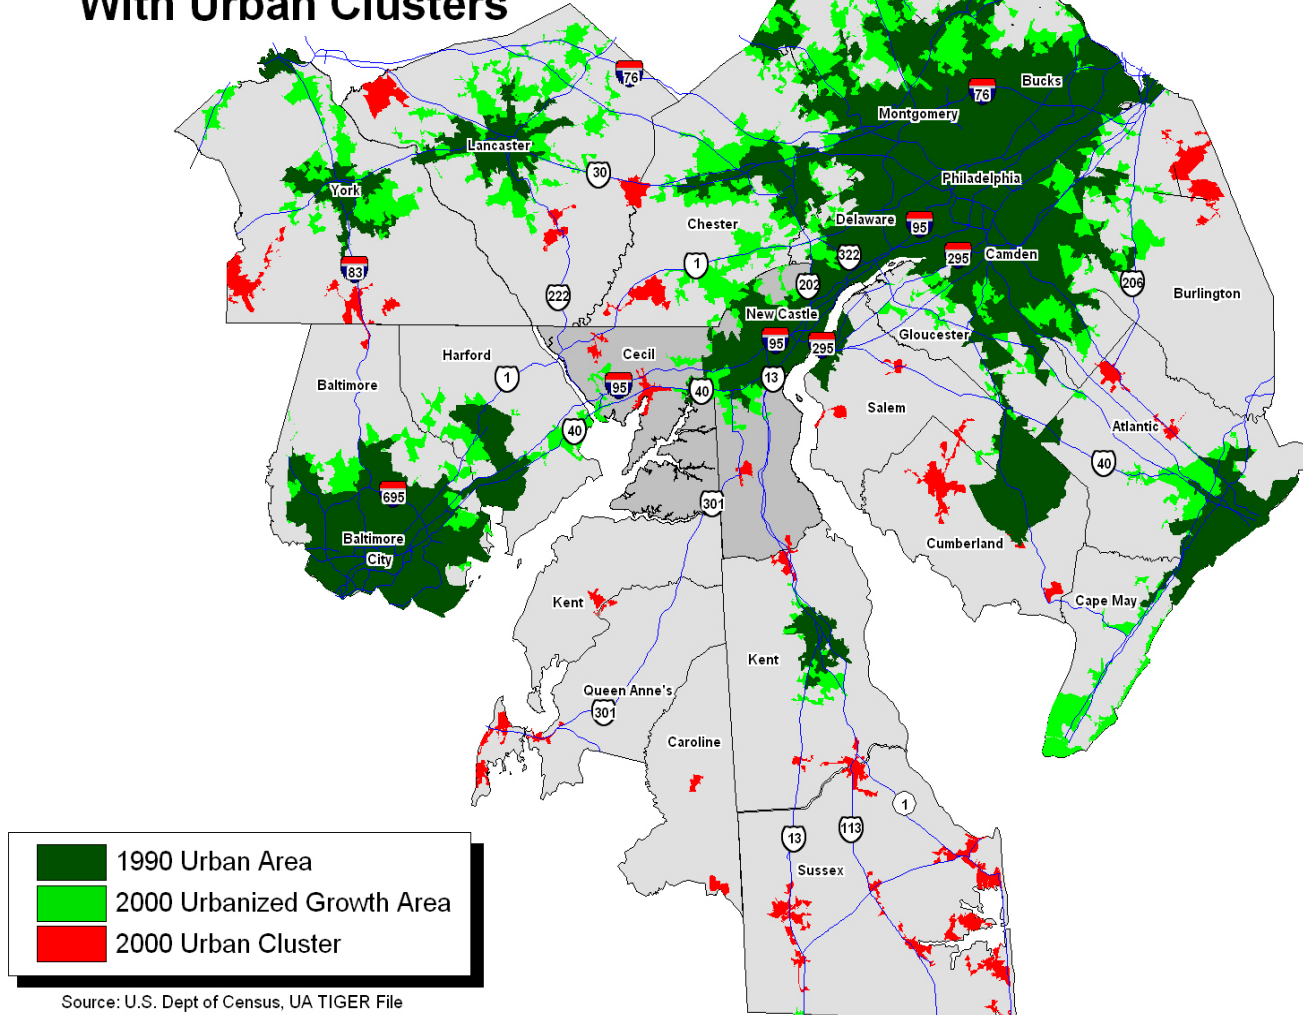 With Urban Clusters
76
Bucks
76
Montgomery
Lancaster
30
York
Philadelphia
Chester
Delaware
95
322
295
Camden
1
83
202
206
222
Burlington
New Castle
95
295
Gloucester
Harford
Cecil
1
95
40
13
Baltimore
Salem
Atlantic
40
40
695
301
Baltimore
City
Cumberland
Kent
Cape May
Kent
Queen Anne's
301
Caroline
1
13
113
Sussex
1990 Urban Area
2000 Urbanized Growth Area
2000 Urban Cluster
Source: U.S. Dept of Census, UA TIGER File